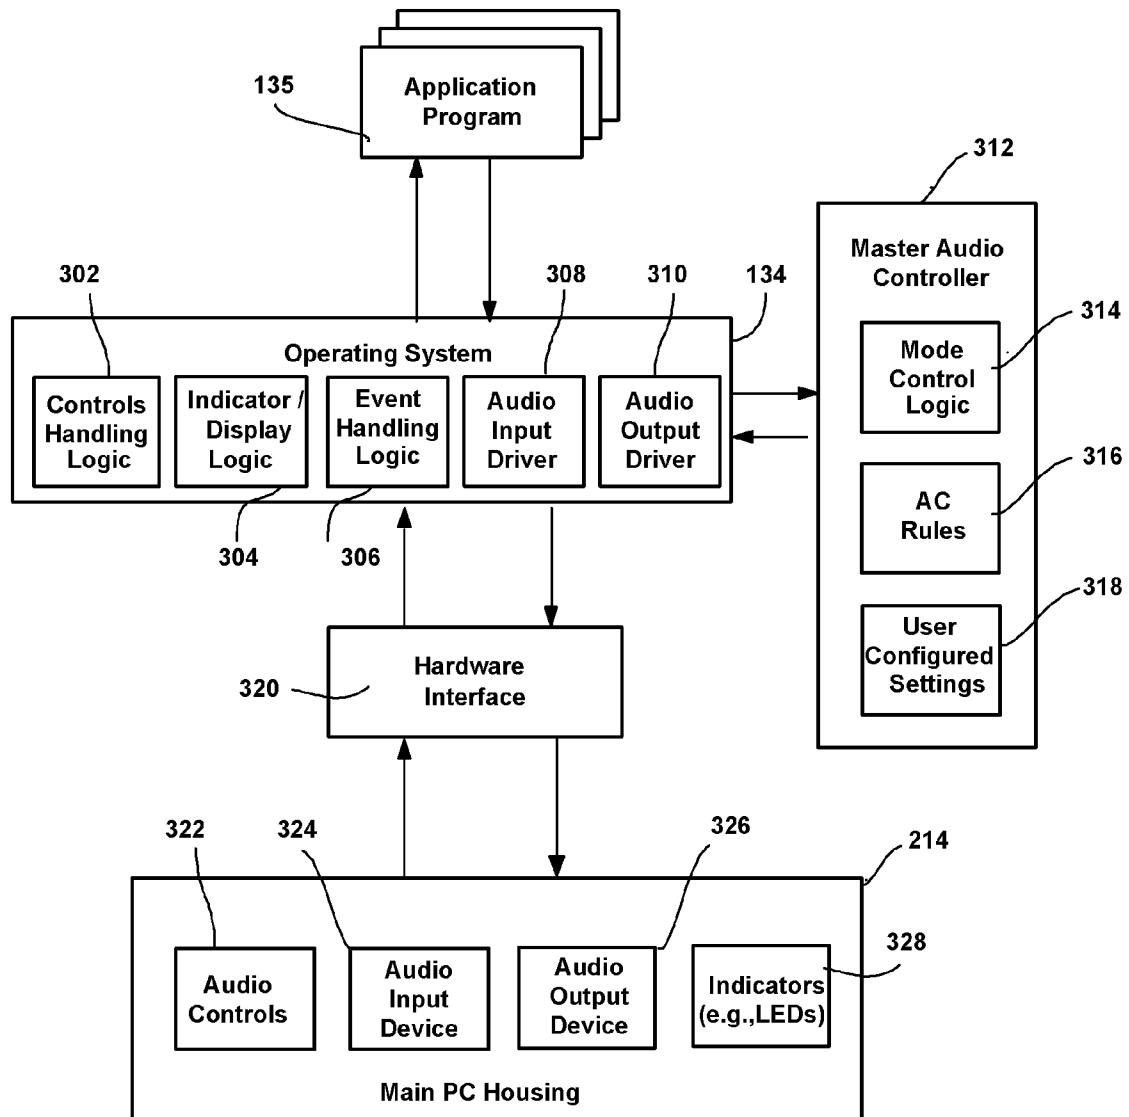 135
Application
Program
312
Master Audio
Controller
302
308
310
134
314
Mode
Control
Logic
Operating System
Controls
Handling
Logic
Indicator /
Display
Logic
Event
Handling
Logic
Audio
Input
Driver
Audio
Output
Driver
304
306
316
AC
Rules
318
User
Configured
Settings
320
Hardware
Interface
322
324
326
214
328
Audio
Controls
Audio
Input
Device
Audio
Output
Device
Indicators
(e.g.,LEDs)
Main PC Housing